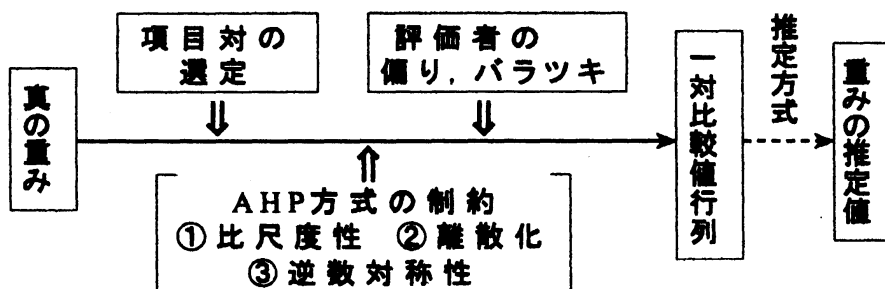 真の重み
項目対の
選定
評価者の
偏り,バラツキ
AHP方式の制約
① 比尺度性 ② 離散化
③ 逆数対称性
一対比較値行列
推定方式
重みの推定値